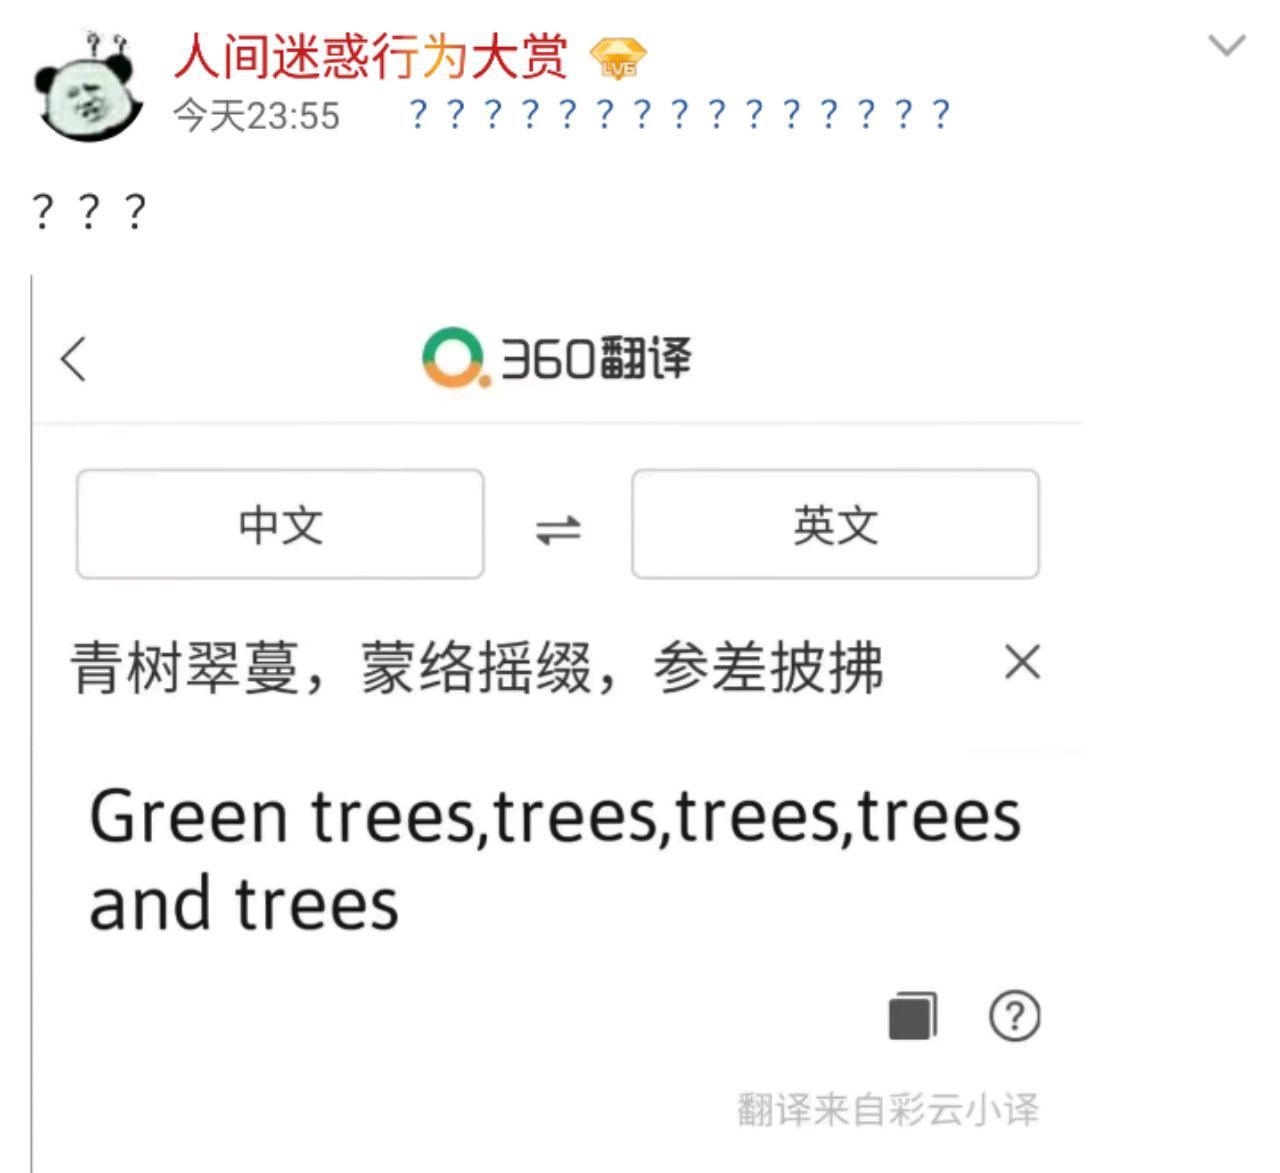 人间迷惑行为大赏 LV6
今天23:55 ？？？？？？？？？？？？？？？
？？？
360翻译
中文 英文
青树翠蔓，蒙络摇缀，参差披拂
Green trees,trees,trees,trees
and trees
翻译来自彩云小译